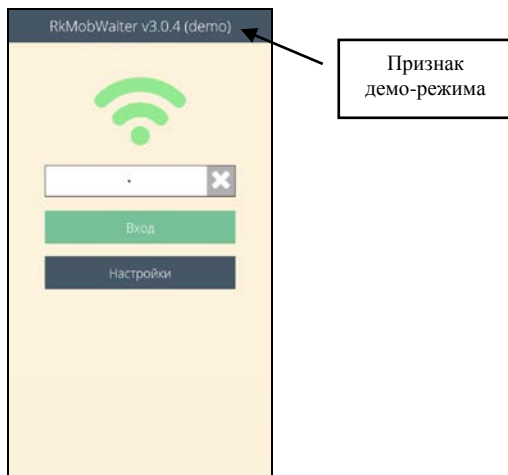 RkMobWaiter v3.0.4 (demo)
Признак
демо-режима
Вход
Настройки